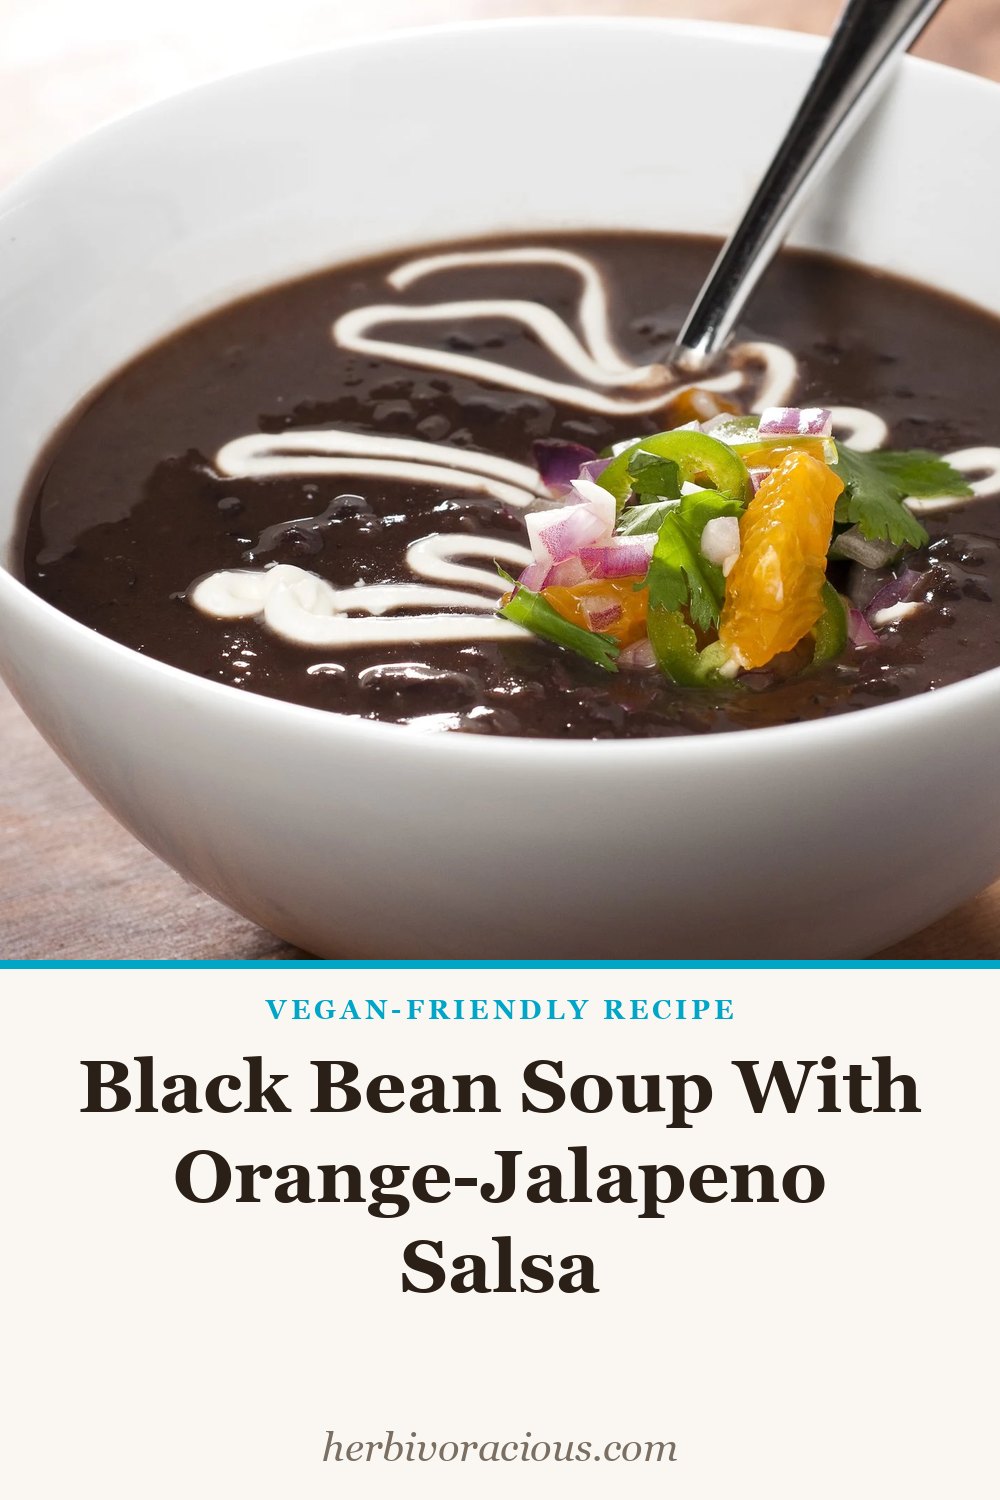 VEGAN-FRIENDLY RECIPE
Black Bean Soup With
Orange-Jalapeno
Salsa
herbivoracious.com